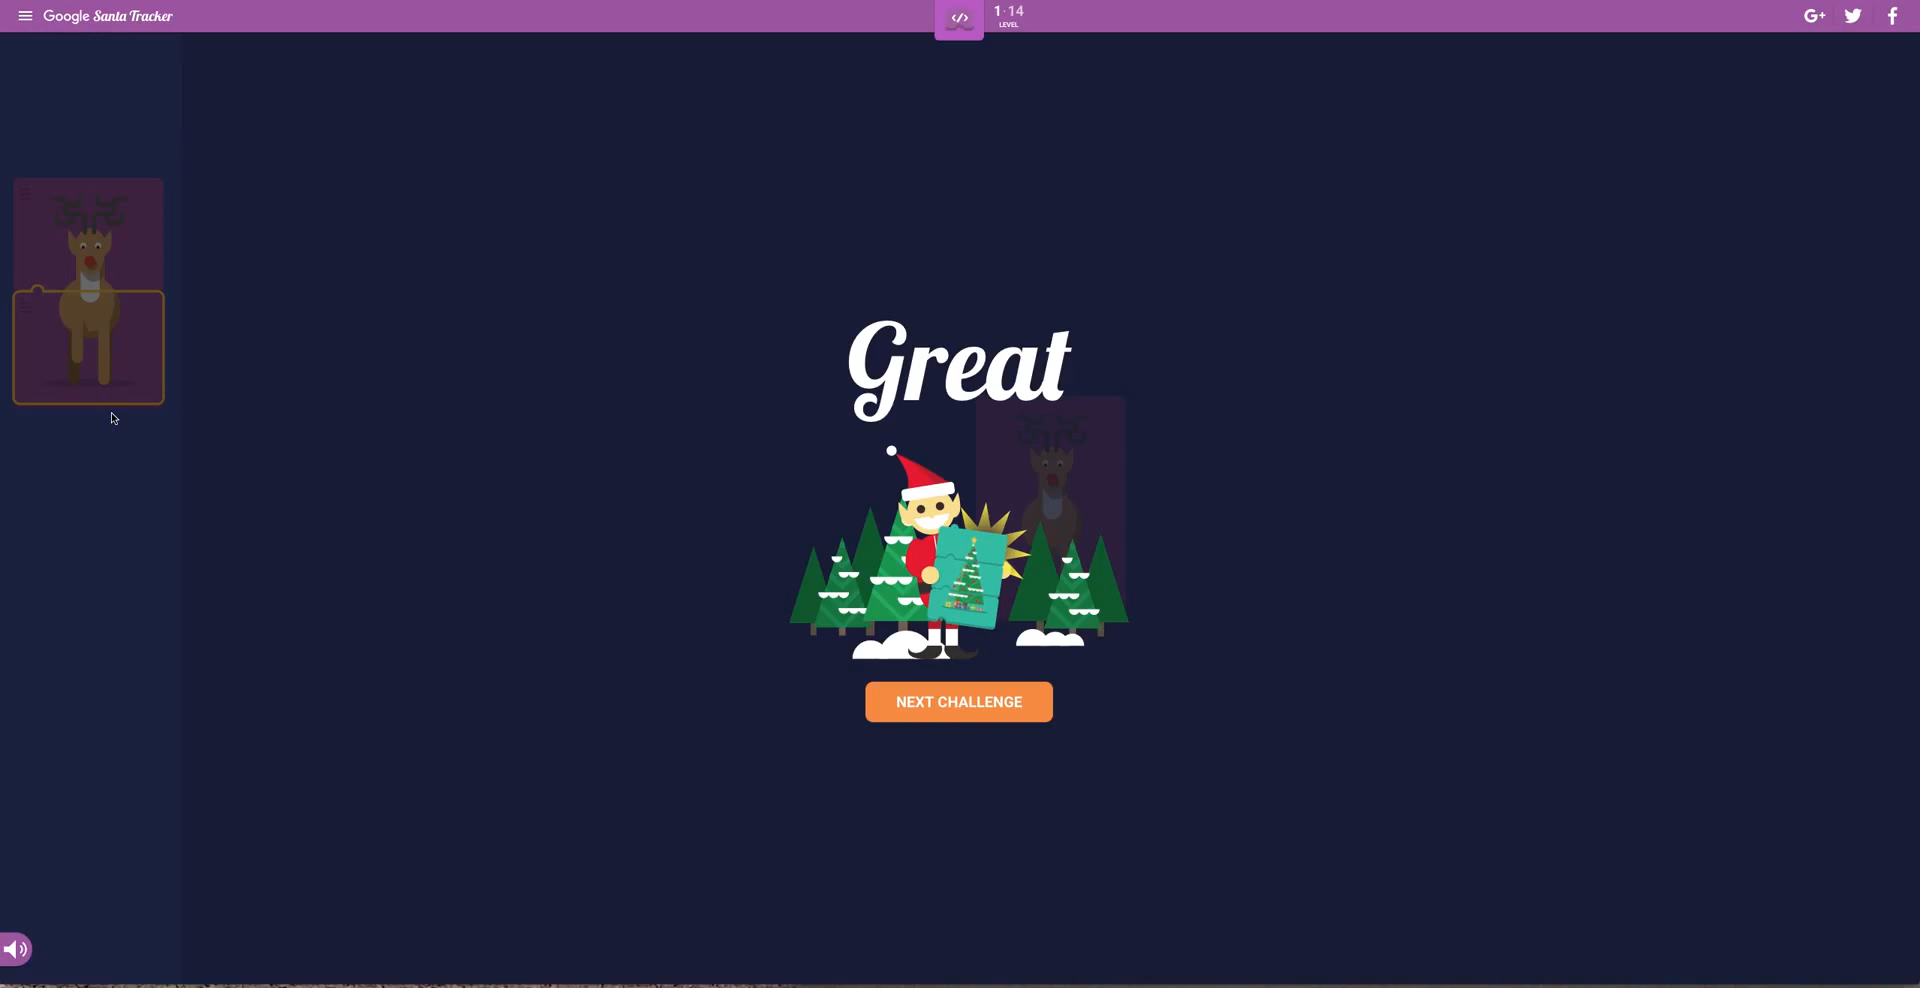 Google Santa Tracker
</>
1 · 14
LEVEL
G+
f
Great
NEXT CHALLENGE